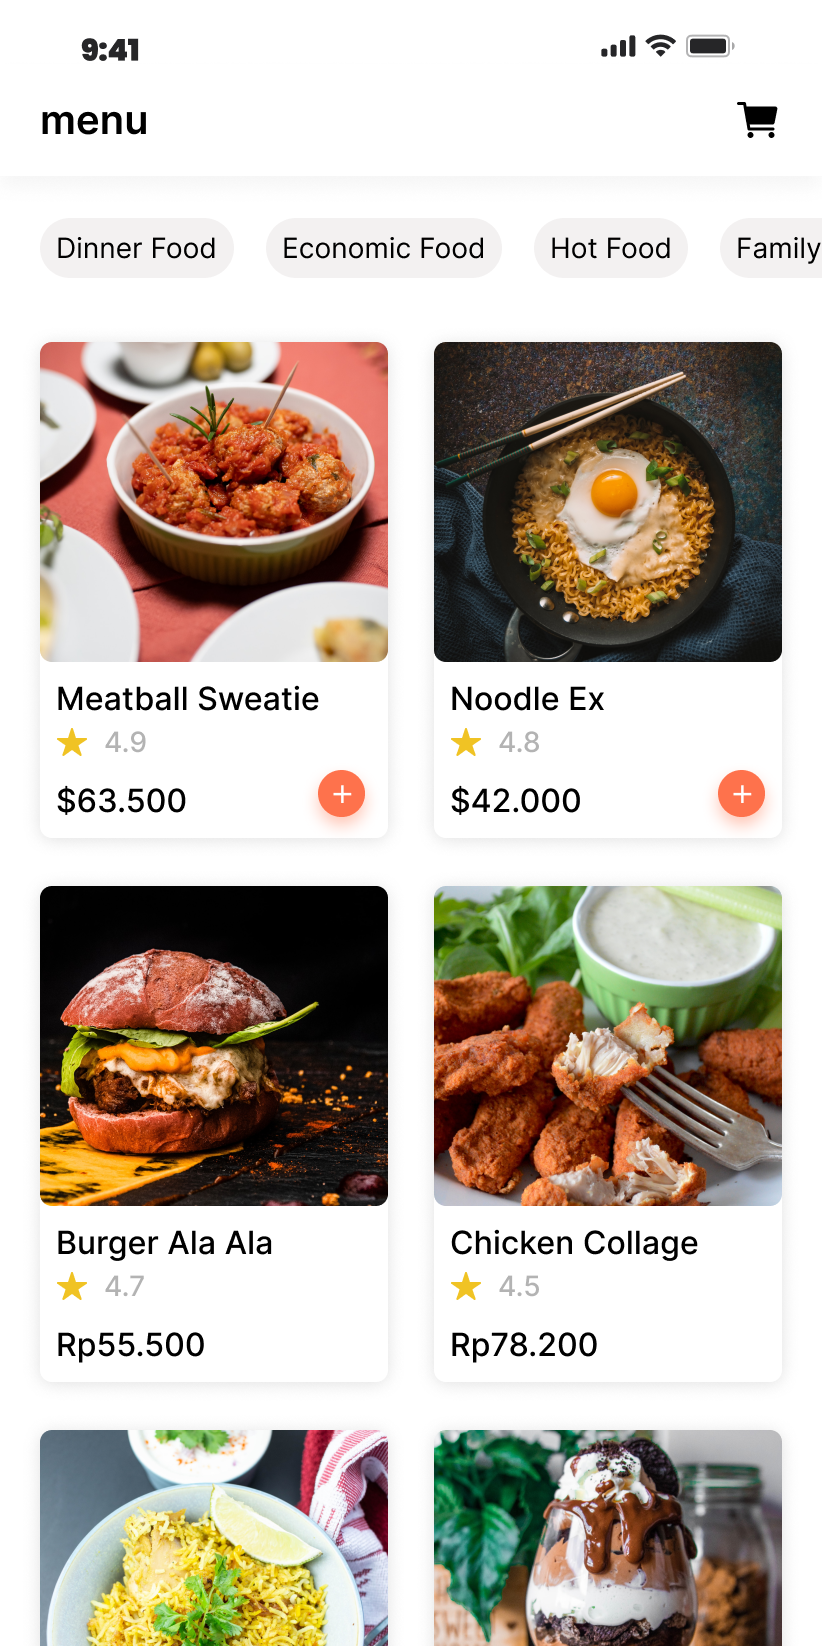 9:41
menu
Dinner Food Economic Food Hot Food Family
Meatball Sweatie
4.9
$63.500
Noodle Ex
4.8
$42.000
Burger Ala Ala
4.7
Rp55.500
Chicken Collage
4.5
Rp78.200